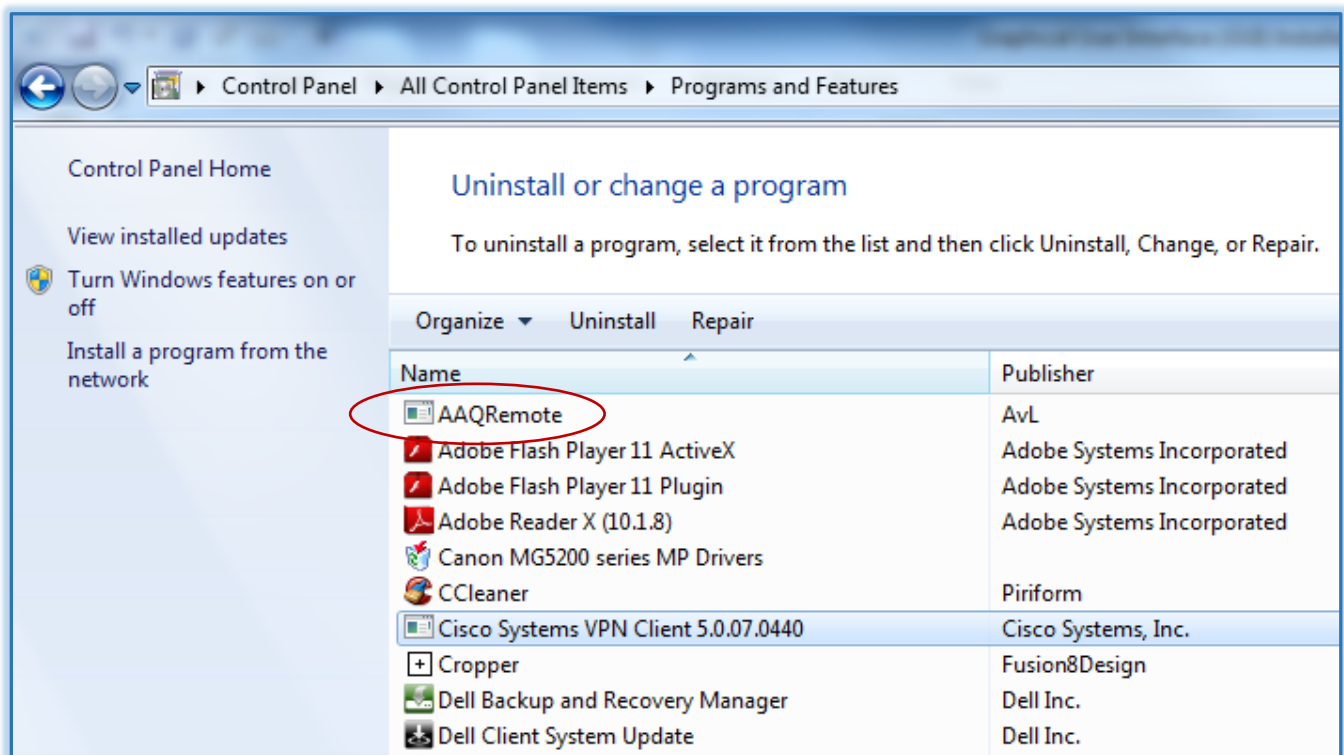 Control Panel All Control Panel Items Programs and Features
Control Panel Home
View installed updates
Turn Windows features on or
off
Install a program from the
network
Uninstall or change a program
To uninstall a program, select it from the list and then click Uninstall, Change, or Repair.
Organize Uninstall Repair
Name Publisher
AAQRemote AvL
Adobe Flash Player 11 ActiveX Adobe Systems Incorporated
Adobe Flash Player 11 Plugin Adobe Systems Incorporated
Adobe Reader X (10.1.8) Adobe Systems Incorporated
Canon MG5200 series MP Drivers
CCleaner Piriform
Cisco Systems VPN Client 5.0.07.0440 Cisco Systems, Inc.
Cropper Fusion8Design
Dell Backup and Recovery Manager Dell Inc.
Dell Client System Update Dell Inc.